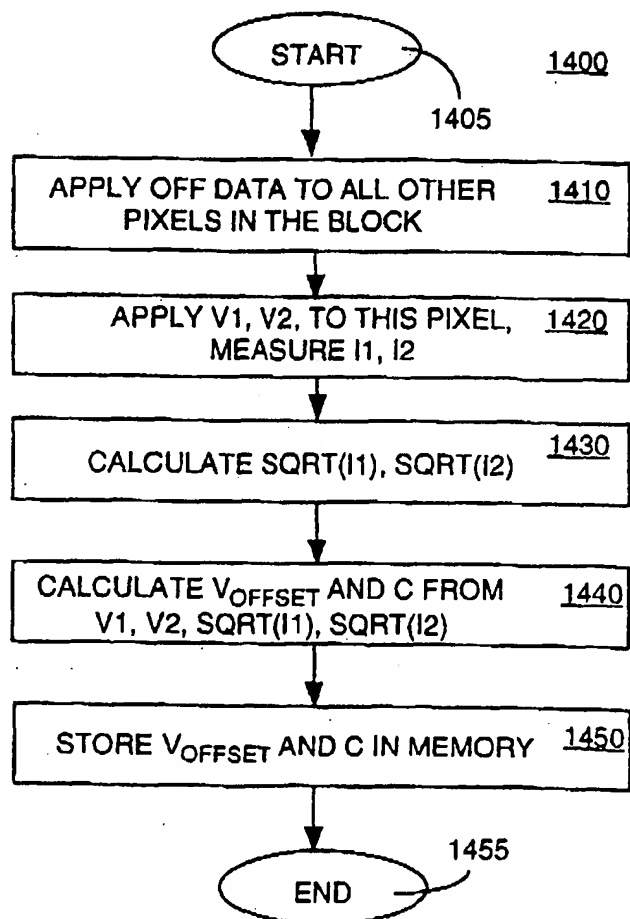 START
1400
1405
APPLY OFF DATA TO ALL OTHER
PIXELS IN THE BLOCK
1410
APPLY V1, V2, TO THIS PIXEL,
MEASURE I1, I2
1420
CALCULATE SQRT(I1), SQRT(I2)
1430
CALCULATE VOFFSET AND C FROM
V1, V2, SQRT(I1), SQRT(I2)
1440
STORE VOFFSET AND C IN MEMORY
1450
1455
END